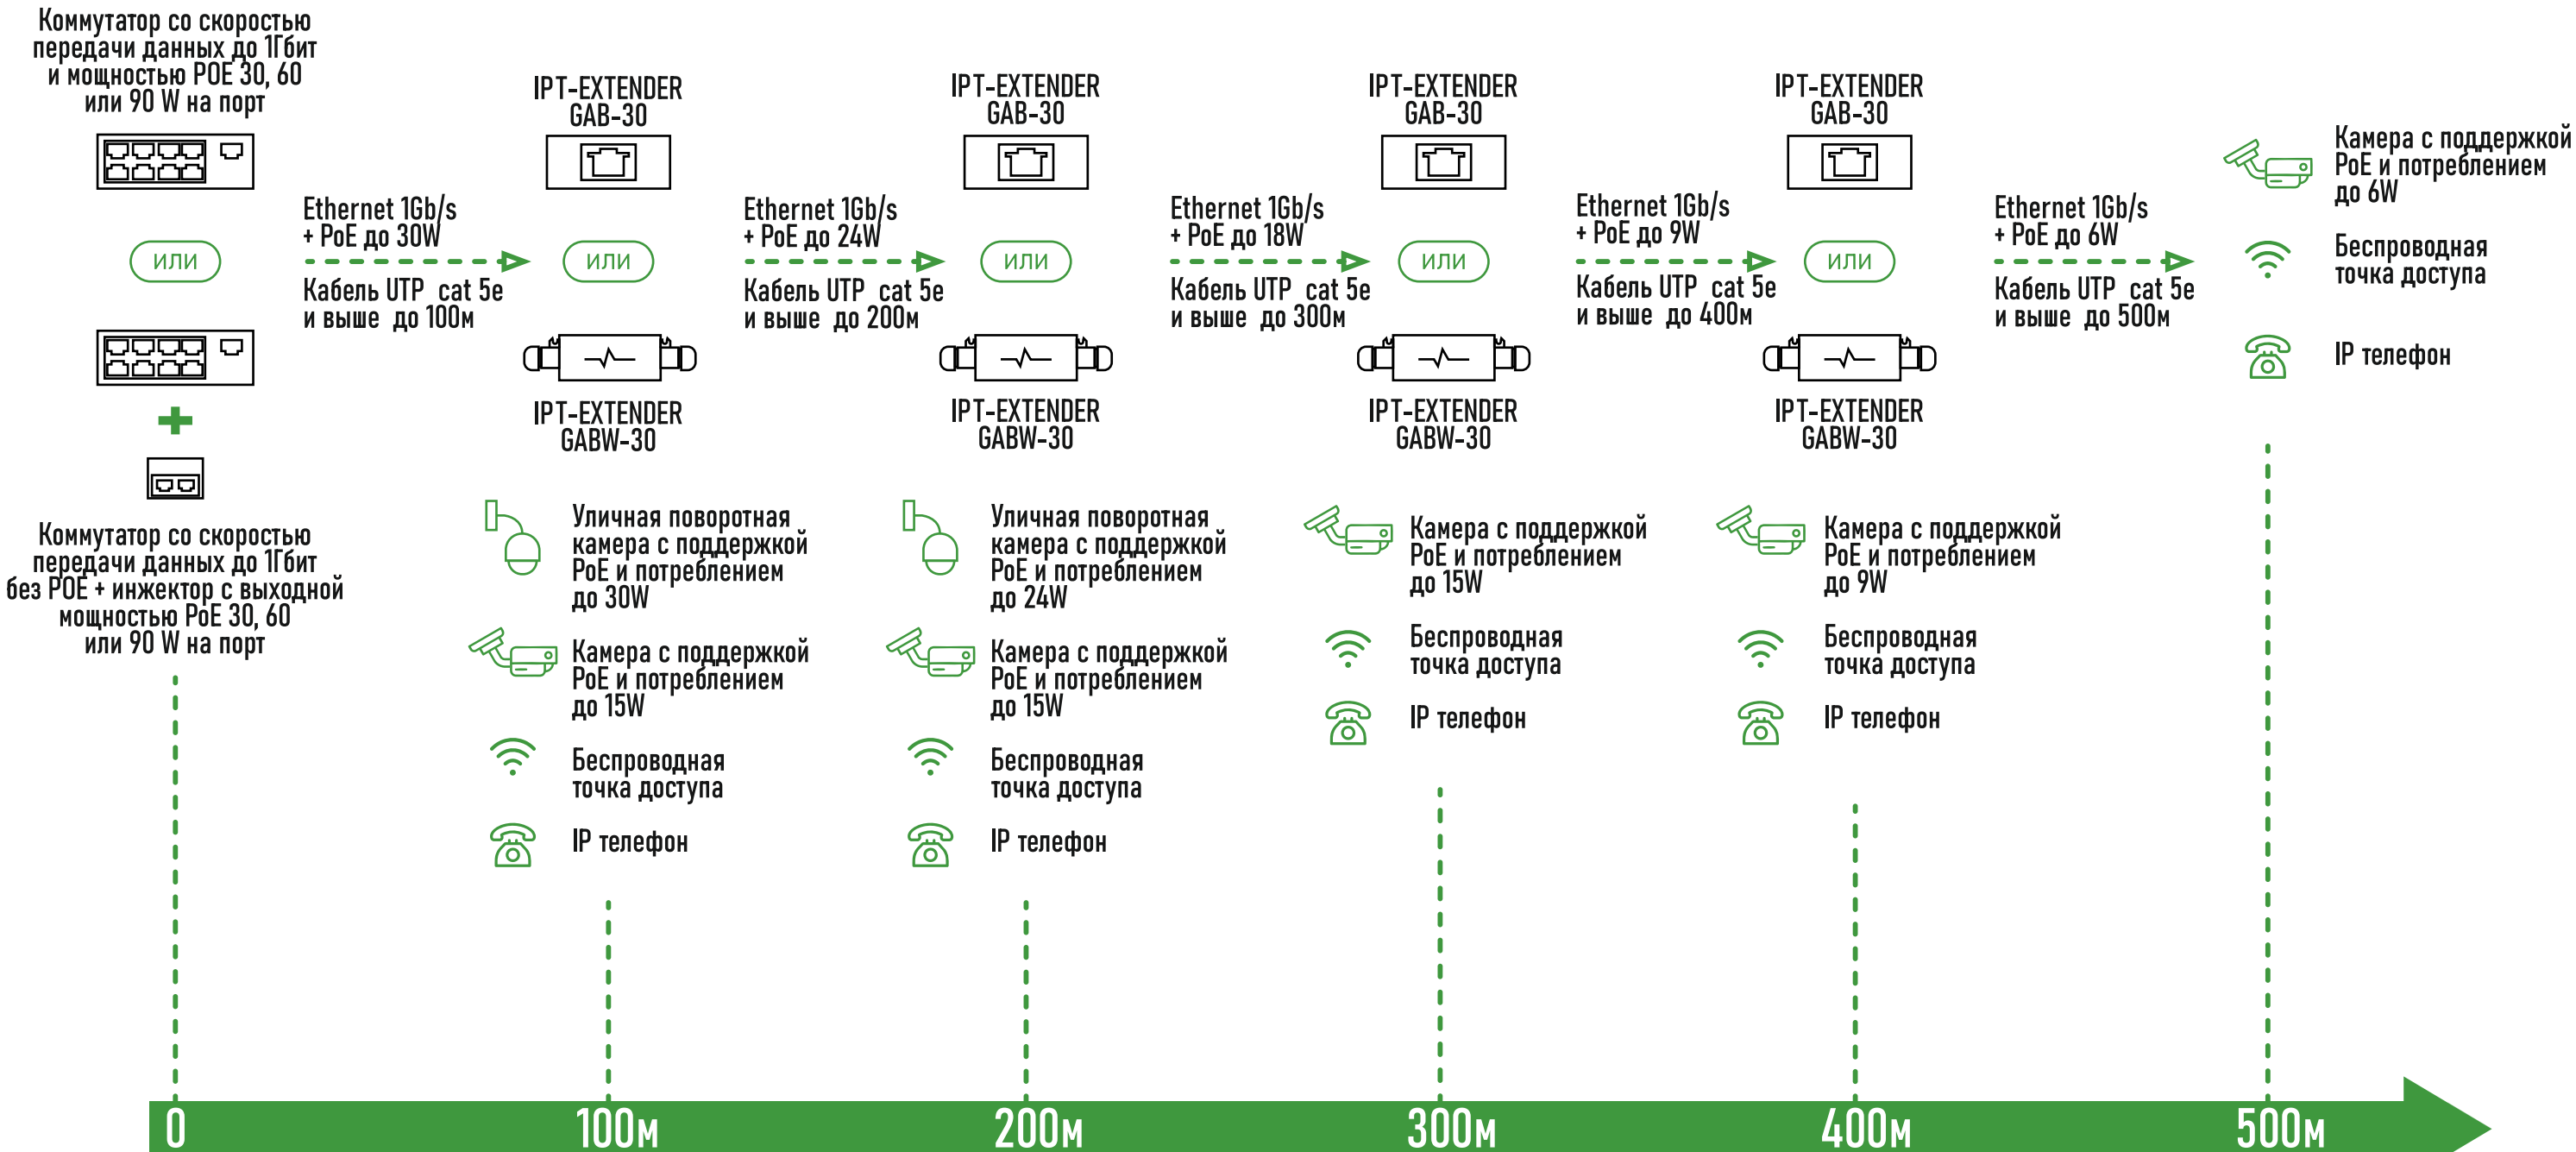 Коммутатор со скоростью
передачи данных до 1Гбит
и мощностью POE 30, 60
или 90 W на порт
ИЛИ
Коммутатор со скоростью
передачи данных до 1Гбит
без POE + инжектор с выходной
мощностью PoE 30, 60
или 90 W на порт
Ethernet 1Gb/s
+ PoE до 30W
Кабель UTP cat 5e
и выше до 100м
IPT-EXTENDER
GAB-30
ИЛИ
IPT-EXTENDER
GABW-30
Уличная поворотная
камера с поддержкой
PoE и потреблением
до 30W
Камера с поддержкой
PoE и потреблением
до 15W
Беспроводная
точка доступа
IP телефон
Ethernet 1Gb/s
+ PoE до 24W
Кабель UTP cat 5e
и выше до 200м
IPT-EXTENDER
GAB-30
ИЛИ
IPT-EXTENDER
GABW-30
Уличная поворотная
камера с поддержкой
PoE и потреблением
до 24W
Камера с поддержкой
PoE и потреблением
до 15W
Беспроводная
точка доступа
IP телефон
Ethernet 1Gb/s
+ PoE до 18W
Кабель UTP cat 5e
и выше до 300м
IPT-EXTENDER
GAB-30
ИЛИ
IPT-EXTENDER
GABW-30
Камера с поддержкой
PoE и потреблением
до 15W
Беспроводная
точка доступа
IP телефон
Ethernet 1Gb/s
+ PoE до 9W
Кабель UTP cat 5e
и выше до 400м
IPT-EXTENDER
GAB-30
ИЛИ
IPT-EXTENDER
GABW-30
Камера с поддержкой
PoE и потреблением
до 9W
Беспроводная
точка доступа
IP телефон
Ethernet 1Gb/s
+ PoE до 6W
Кабель UTP cat 5e
и выше до 500м
Камера с поддержкой
PoE и потреблением
до 6W
Беспроводная
точка доступа
IP телефон
0
100м
200м
300м
400м
500м